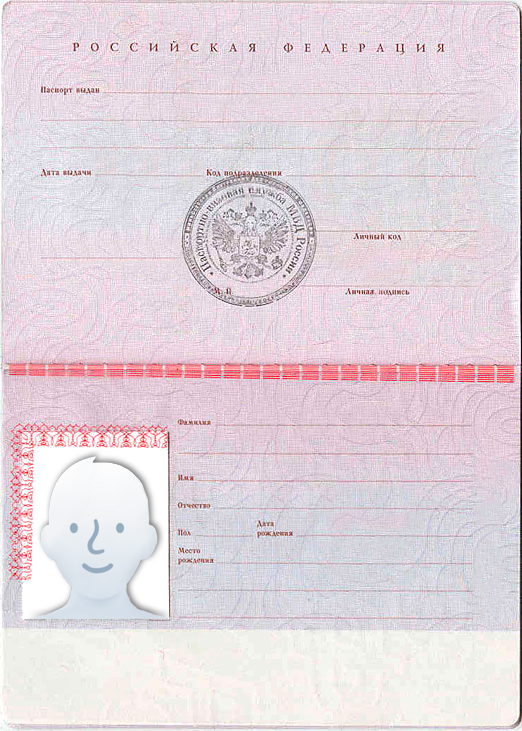 РОССИЙСКАЯ ФЕДЕРАЦИЯ
Паспорт выдан
Дата выдачи Код подразделения
Паспортно-визовая служба МВД России
Личный код
М. П. Личная подпись
Фамилия
Имя
Отчество
Пол Дата рождения
Место рождения